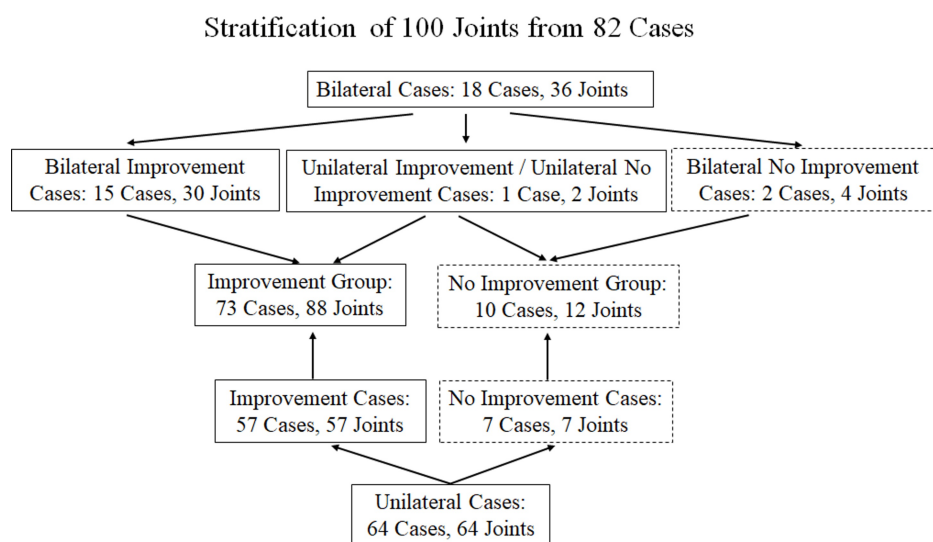 Stratification of 100 Joints from 82 Cases
Bilateral Cases: 18 Cases, 36 Joints
Bilateral Improvement
Cases: 15 Cases, 30 Joints
Unilateral Improvement / Unilateral No
Improvement Cases: 1 Case, 2 Joints
Bilateral No Improvement
Cases: 2 Cases, 4 Joints
Improvement Group:
73 Cases, 88 Joints
No Improvement Group:
10 Cases, 12 Joints
Improvement Cases:
57 Cases, 57 Joints
No Improvement Cases:
7 Cases, 7 Joints
Unilateral Cases:
64 Cases, 64 Joints